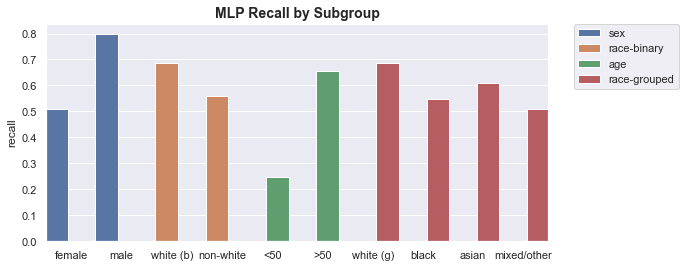 MLP Recall by Subgroup
sex
race-binary
age
race-grouped
recall
0.8
0.7
0.6
0.5
0.4
0.3
0.2
0.1
0.0
female male white (b) non-white <50 >50 white (g) black asian mixed/other